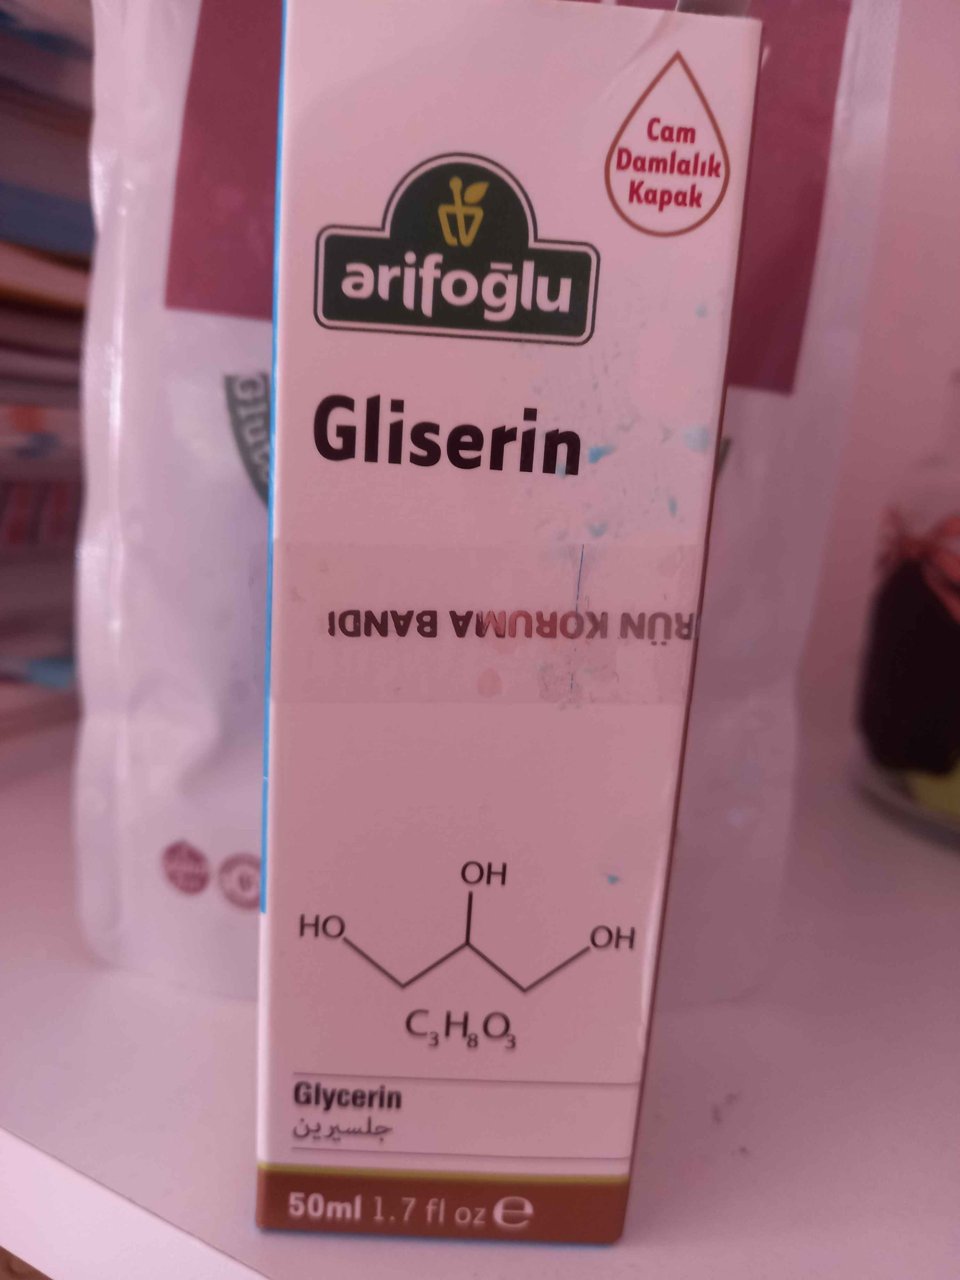 Cam
Damlalık
Kapak
arifoğlu
Gliserin
RÜN KORUMA BANDI
OH
HO
OH
C₃H₈O₃
Glycerin
جلسيرين
50ml 1.7 fl oz ℮